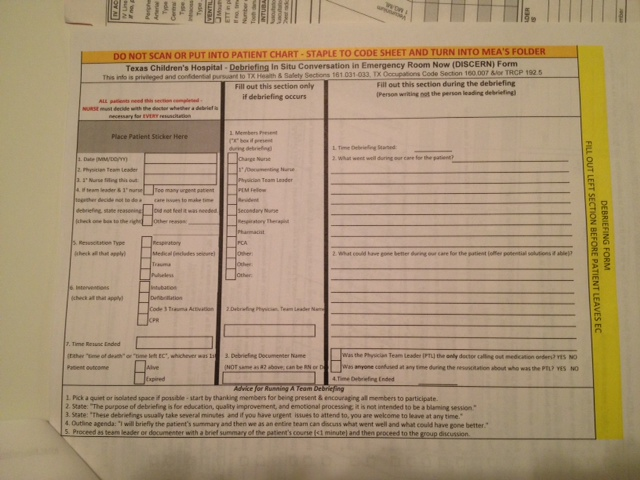 DO NOT SCAN OR PUT INTO PATIENT CHART - STAPLE TO CODE SHEET AND TURN INTO MEA'S FOLDER
Texas Children's Hospital - Debriefing In Situ Conversation in Emergency Room Now (DISCERN) Form
This info is privileged and confidential pursuant to TX Health & Safety Sections 161.031-033, TX Occupations Code Section 160.007 &/or TRCP 192.5
ALL patients need this section completed -
NURSE must decide with the doctor whether a debrief is
necessary for EVERY resuscitation
Place Patient Sticker Here
1. Date (MM/DD/YY)
2. Physician Team Leader
3. 1° Nurse filling this out:
4. If team leader & 1° nurse
together decide not to do a
debriefing, state reasoning
(check one box to the right)
Too many urgent patient
care issues to make time
Did not feel it was needed
Other reason:
5. Resuscitation Type
(check all that apply)
Respiratory
Medical (includes seizure)
Trauma
Pulseless
6. Interventions
(check all that apply)
Intubation
Defibrillation
Code 3 Trauma Activation
CPR
7. Time Resusc Ended
(Either "time of death" or "time left EC", whichever was 1st
Patient outcome
Alive
Expired
Fill out this section only
if debriefing occurs
1. Members Present
("X" box if present
during debriefing)
Charge Nurse
1° /Documenting Nurse
Physician Team Leader
PEM Fellow
Resident
Secondary Nurse
Respiratory Therapist
Pharmacist
PCA
Other:
Other:
Other:
2.Debriefing Physician Team Leader Name
3. Debriefing Documenter Name
(NOT same as #2 above, can be RN or
Fill out this section during the debriefing
(Person writing not the person leading debriefing)
1. Time Debriefing Started:
2. What went well during our care for the patient?
2. What could have gone better during our care for the patient (offer potential solutions if able)?
Was the Physician Team Leader (PTL) the only doctor calling out medication orders? YES NO
Was anyone confused at any time during the resuscitation about who was the PTL? YES NO
4.Time Debriefing Ended
Advice for Running A Team Debriefing
1. Pick a quiet or isolated space if possible - start by thanking members for being present & encouraging all members to participate.
2. State: "The purpose of debriefing is for education, quality improvement, and emotional processing; it is not intended to be a blaming session."
3. State: "These debriefings usually take several minutes and if you have urgent issues to attend to, you are welcome to leave at any time."
4. Outline agenda: "I will briefly the patient's summary and then we as an entire team can discuss what went well and what could have gone better."
5. Proceed as team leader or documenter with a brief summary of the patient's course (<1 minute) and then proceed to the group discussion.
DEBRIEFING FORM
FILL OUT LEFT SECTION BEFORE PATIENT LEAVES EC